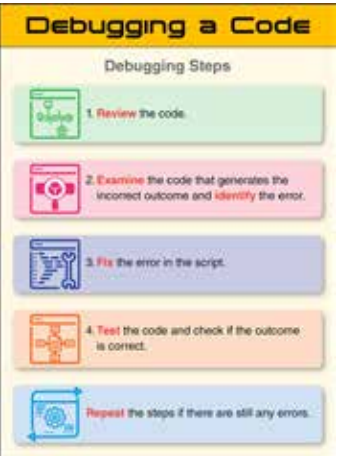 Debugging a Code
Debugging Steps
1. Review the code.
2. Examine the code that generates the
incorrect outcome and identify the error.
3. Fix the error in the script.
4. Test the code and check if the outcome
is correct.
Repeat the steps if there are still any errors.